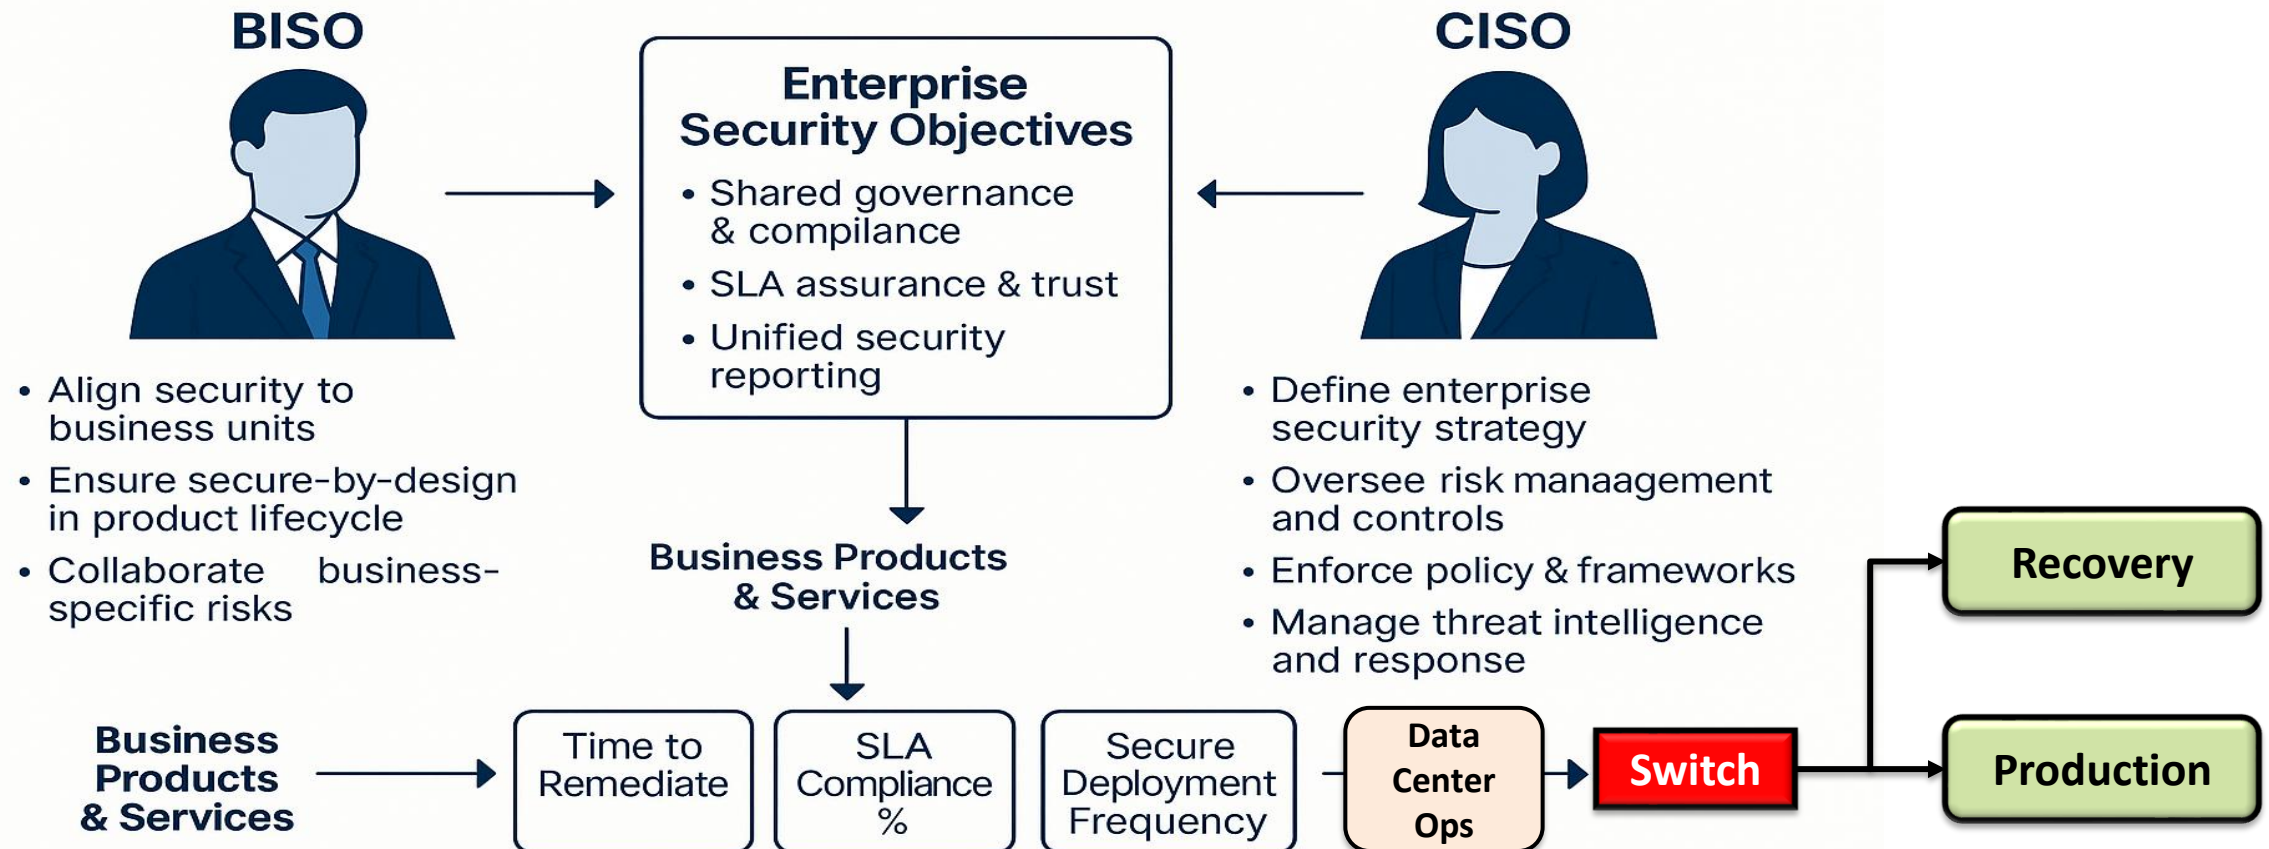 BISO
• Align security to
business units
• Ensure secure-by-design
in product lifecycle
• Collaborate business-
specific risks
Enterprise
Security Objectives
• Shared governance
& compilance
• SLA assurance & trust
• Unified security
reporting
CISO
• Define enterprise
security strategy
• Oversee risk manaagement
and controls
• Enforce policy & frameworks
• Manage threat intelligence
and response
Business Products
& Services
Business
Products
& Services
Time to
Remediate
SLA
Compliance
%
Secure
Deployment
Frequency
Data
Center
Ops
Switch
Recovery
Production